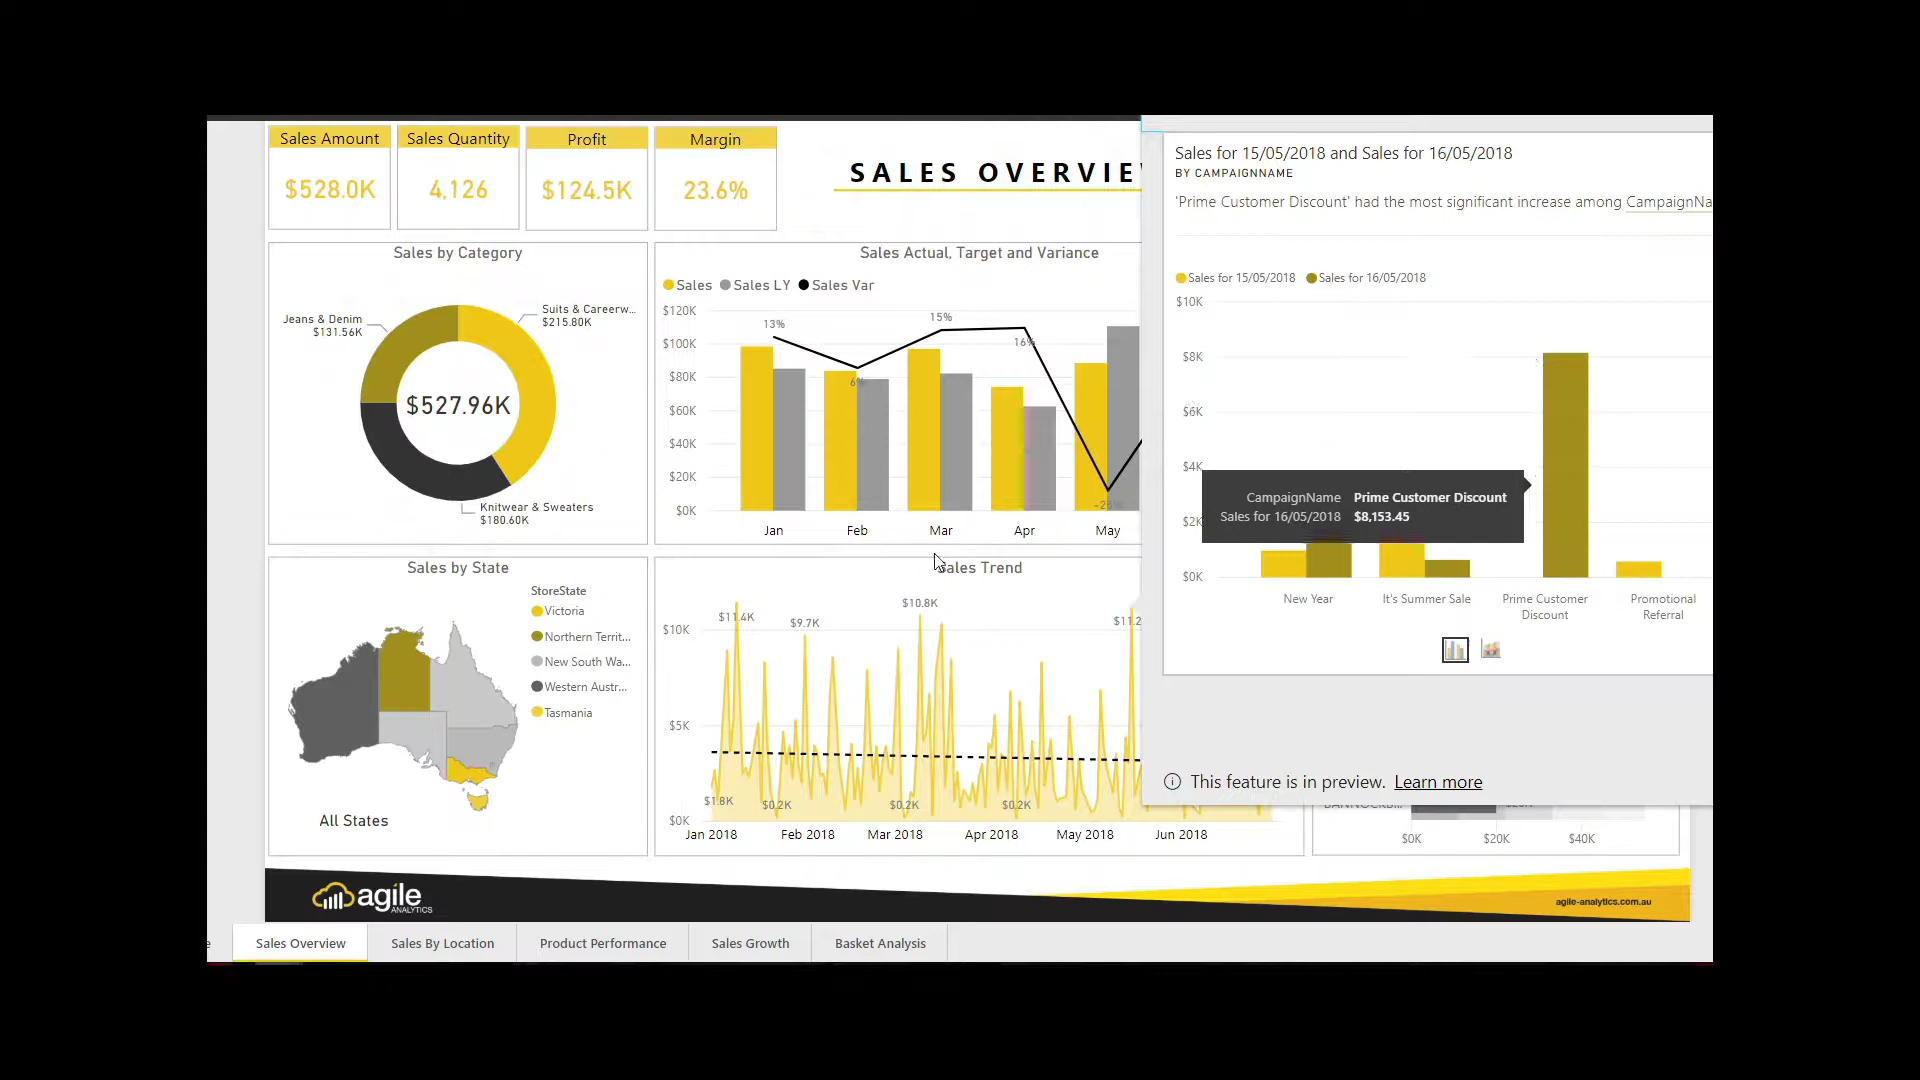 Sales Amount
$528.0K
Sales Quantity
4,126
Profit
$124.5K
Margin
23.6%
SALES OVERVIE
Sales by Category
Jeans & Denim
$131.56K
Suits & Careerw...
$215.80K
$527.96K
Knitwear & Sweaters
$180.60K
Sales Actual, Target and Variance
Sales Sales LY Sales Var
$120K
$100K
$80K
$60K
$40K
$20K
$0K
13%
6%
15%
16%
Jan Feb Mar Apr May
Sales for 15/05/2018 and Sales for 16/05/2018
BY CAMPAIGNNAME
'Prime Customer Discount' had the most significant increase among CampaignNa
Sales for 15/05/2018 Sales for 16/05/2018
$10K
$8K
$6K
$4K
$2K
$0K
CampaignName Prime Customer Discount
Sales for 16/05/2018 $8,153.45
New Year
It's Summer Sale
Prime Customer
Discount
Promotional
Referral
This feature is in preview. Learn more
Sales by State
StoreState
Victoria
Northern Territ...
New South Wa...
Western Austr...
Tasmania
All States
Sales Trend
$10K
$5K
$0K
$11.4K
$9.7K
$10.8K
$11.2
$1.8K
$0.2K
$0.2K
$0.2K
Jan 2018 Feb 2018 Mar 2018 Apr 2018 May 2018 Jun 2018
$0K $20K $40K
agile
ANALYTICS
agile-analytics.com.au
e
Sales Overview Sales By Location Product Performance Sales Growth Basket Analysis